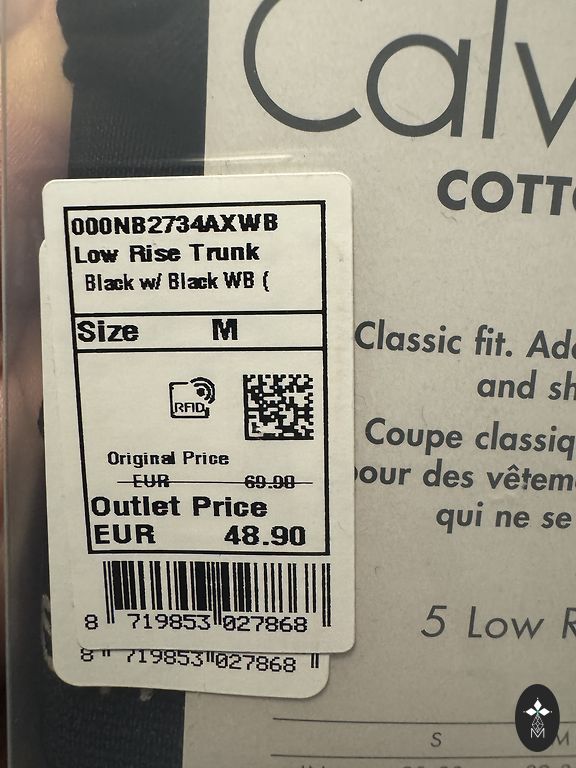 Calv
COTTO
000NB2734AXWB
Low Rise Trunk
Black w/ Black WB (
Size M
RFID
Original Price
EUR 69.90
Outlet Price
EUR 48.90
8 719853 027868
8 719853 027868
Classic fit. Ad
and sh
Coupe classiq
pour des vêtem
qui ne se
5 Low R
S M